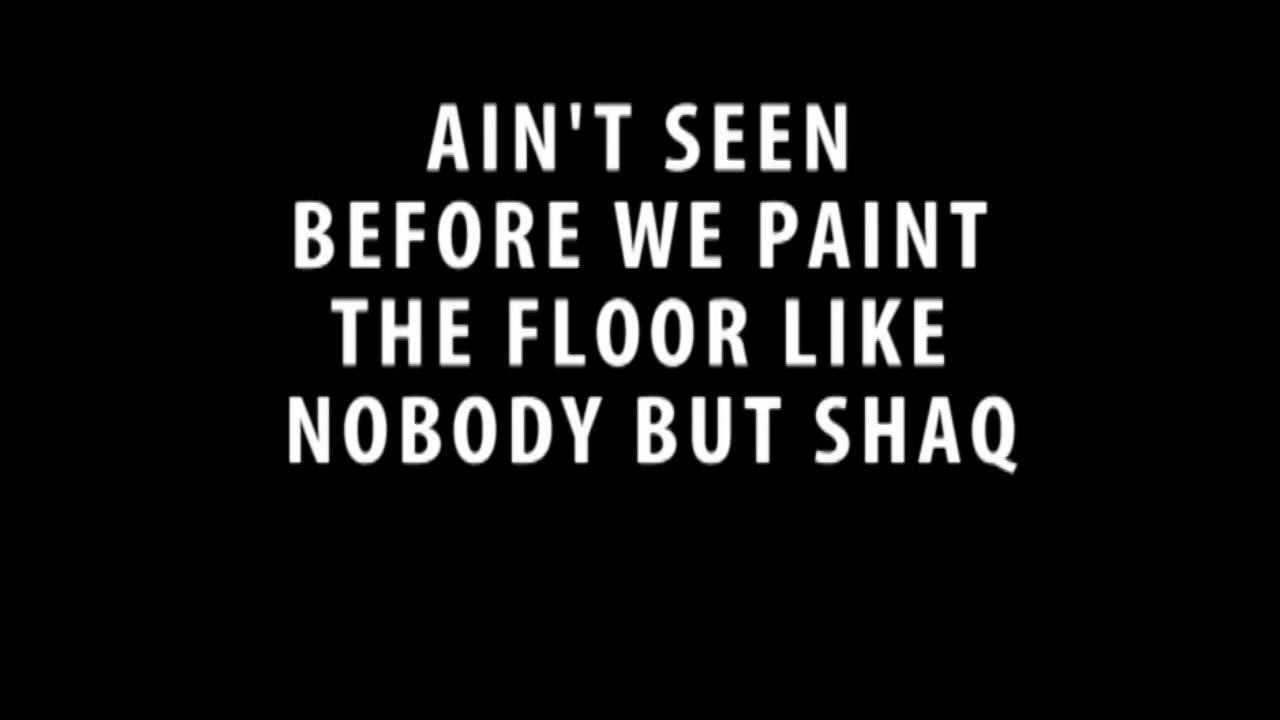 AIN'T SEEN
BEFORE WE PAINT
THE FLOOR LIKE
NOBODY BUT SHAQ